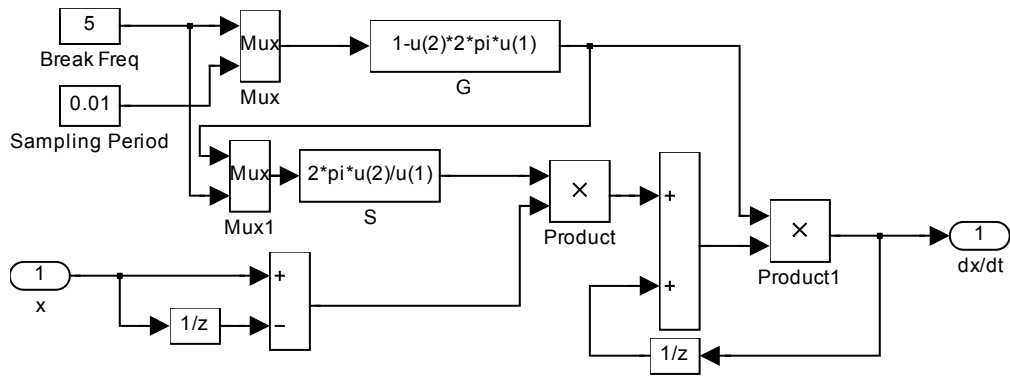 5
Break Freq
Mux
Mux
1-u(2)*2*pi*u(1)
G
0.01
Sampling Period
Mux
Mux1
2*pi*u(2)/u(1)
S
×
Product
+
+
×
Product1
1
dx/dt
1
x
1/z
+
−
1/z